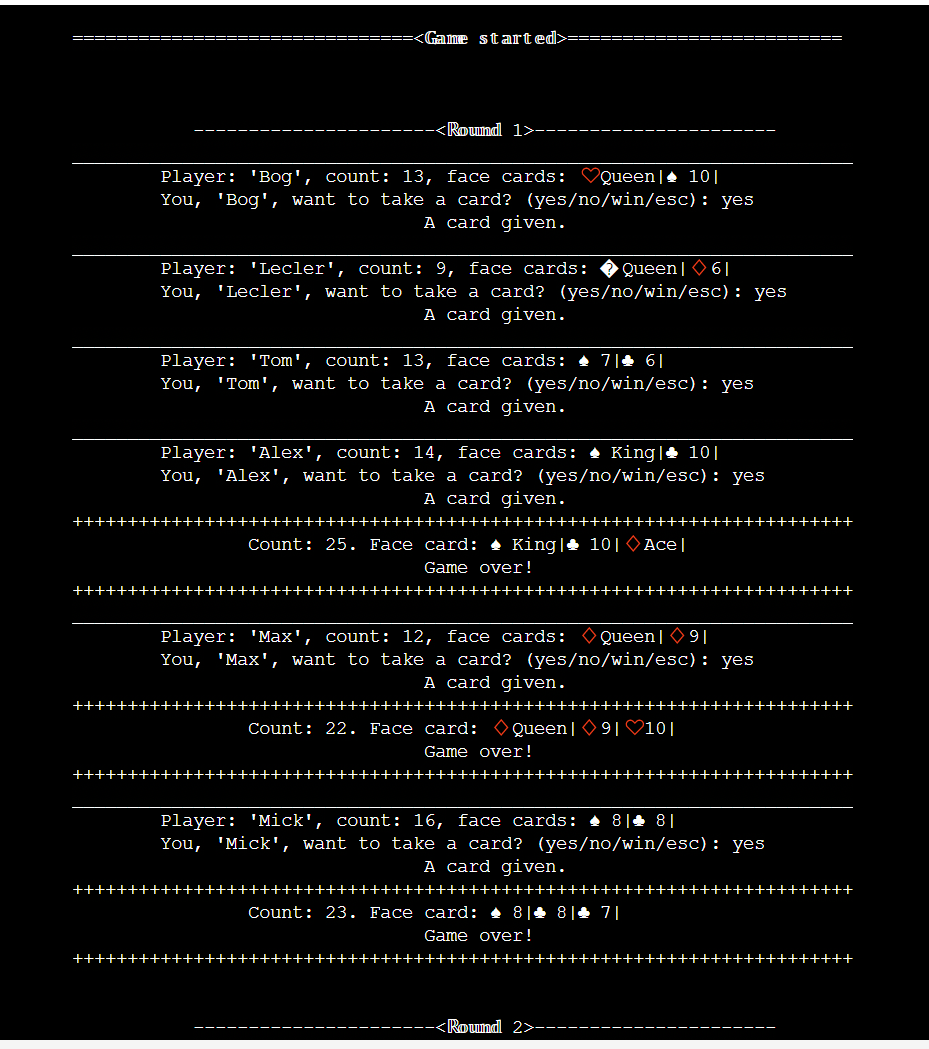 ===============================<Game started>=========================
----------------------<Round 1>----------------------
Player: 'Bog', count: 13, face cards: ♡Queen|♠ 10|
You, 'Bog', want to take a card? (yes/no/win/esc): yes
A card given.
Player: 'Lecler', count: 9, face cards: �Queen|♢6|
You, 'Lecler', want to take a card? (yes/no/win/esc): yes
A card given.
Player: 'Tom', count: 13, face cards: ♠ 7|♣ 6|
You, 'Tom', want to take a card? (yes/no/win/esc): yes
A card given.
Player: 'Alex', count: 14, face cards: ♠ King|♣ 10|
You, 'Alex', want to take a card? (yes/no/win/esc): yes
A card given.
+++++++++++++++++++++++++++++++++++++++++++++++++++++++++++++++++++++++
Count: 25. Face card: ♠ King|♣ 10|♢Ace|
Game over!
+++++++++++++++++++++++++++++++++++++++++++++++++++++++++++++++++++++++
Player: 'Max', count: 12, face cards: ♢Queen|♢9|
You, 'Max', want to take a card? (yes/no/win/esc): yes
A card given.
+++++++++++++++++++++++++++++++++++++++++++++++++++++++++++++++++++++++
Count: 22. Face card: ♢Queen|♢9|♡10|
Game over!
+++++++++++++++++++++++++++++++++++++++++++++++++++++++++++++++++++++++
Player: 'Mick', count: 16, face cards: ♠ 8|♣ 8|
You, 'Mick', want to take a card? (yes/no/win/esc): yes
A card given.
+++++++++++++++++++++++++++++++++++++++++++++++++++++++++++++++++++++++
Count: 23. Face card: ♠ 8|♣ 8|♣ 7|
Game over!
+++++++++++++++++++++++++++++++++++++++++++++++++++++++++++++++++++++++
----------------------<Round 2>----------------------